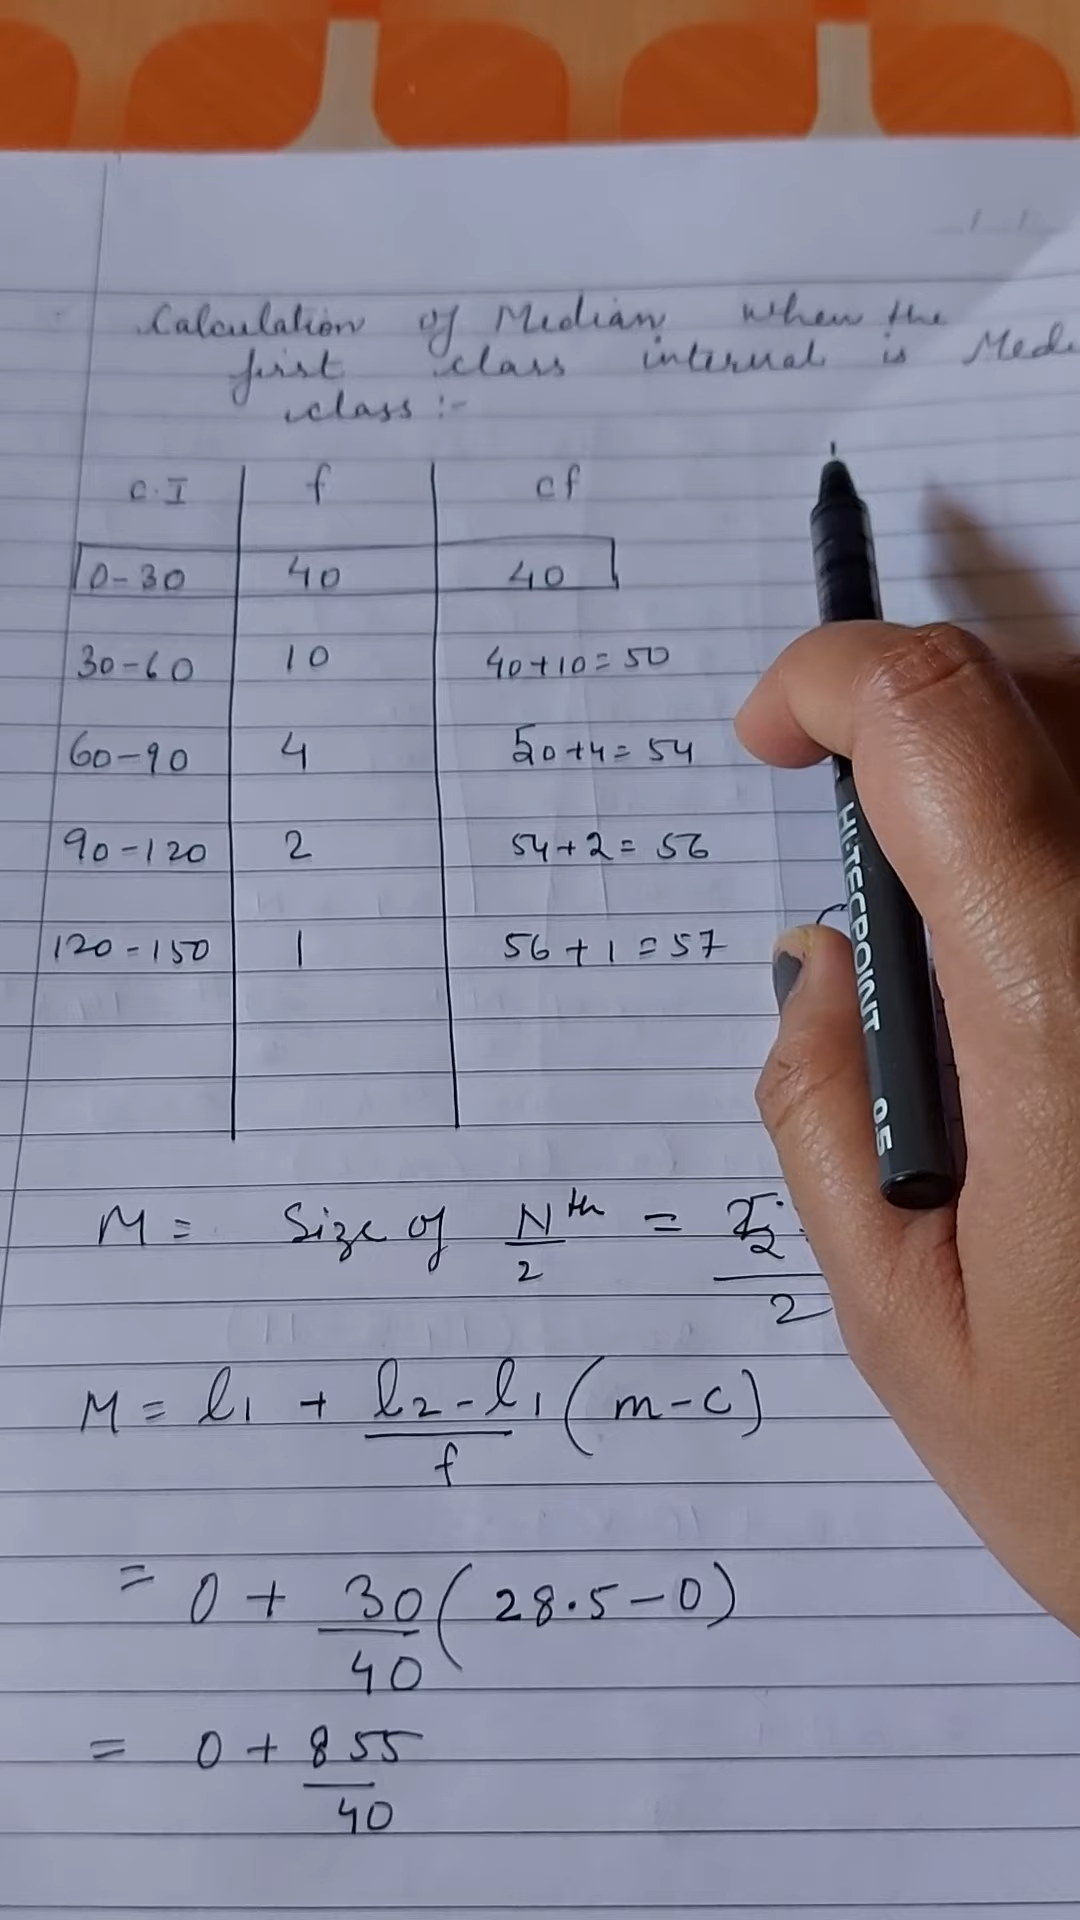 Calculation of Median when the
first class interval is
class :-
C.I f cf
0-30 40 40
30-60 10 40+10=50
60-90 4 50+4=54
90-120 2 54+2=56
120-150 1 56+1=57
M = Size of N/2 th = /2
M = l1 + l2-l1/f (m-c)
= 0 + 30/40 (28.5-0)
= 0 + 855/40
HI-TECPOINT 0.5